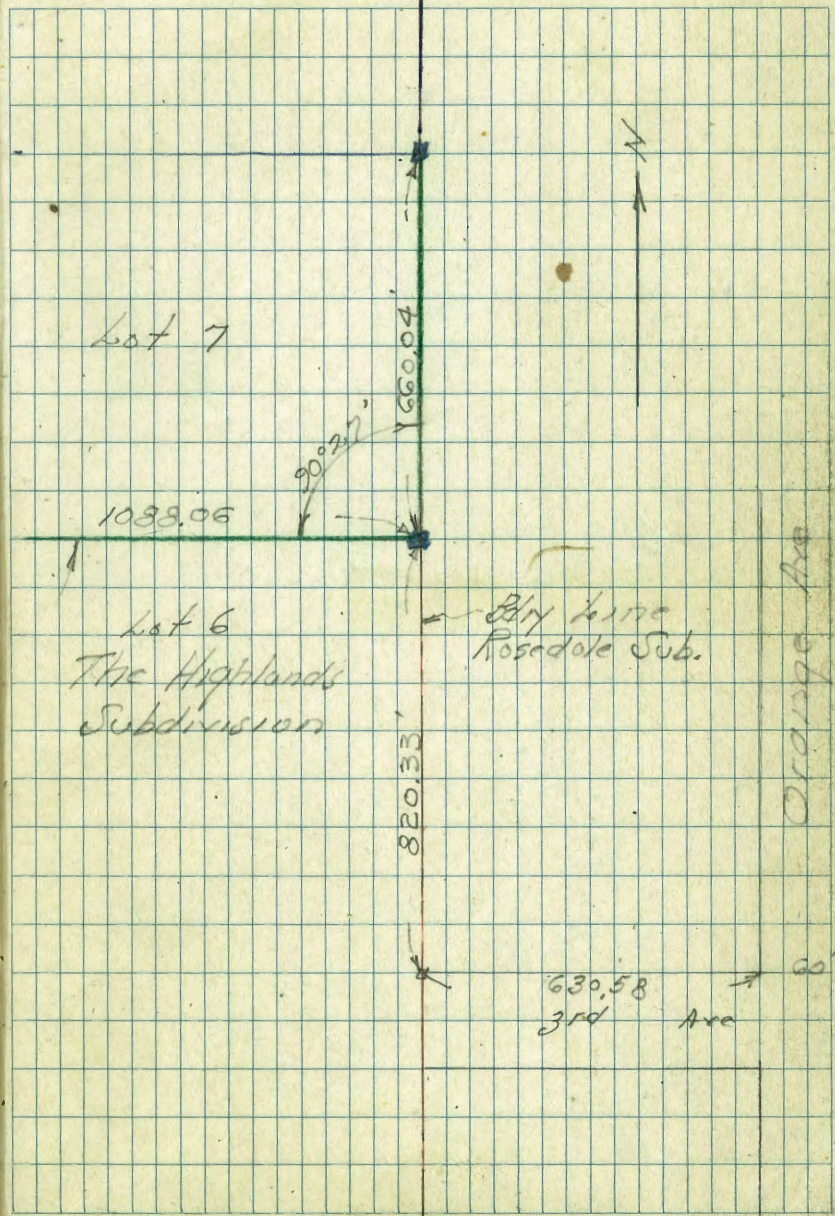 N
Lot 7
660.04'
90°27'
1088.06
Lot 6
The Highlands
Subdivision
Bdry Line
Rosedale Sub.
820.33'
Orange Ave
630.58
60'
3rd Ave